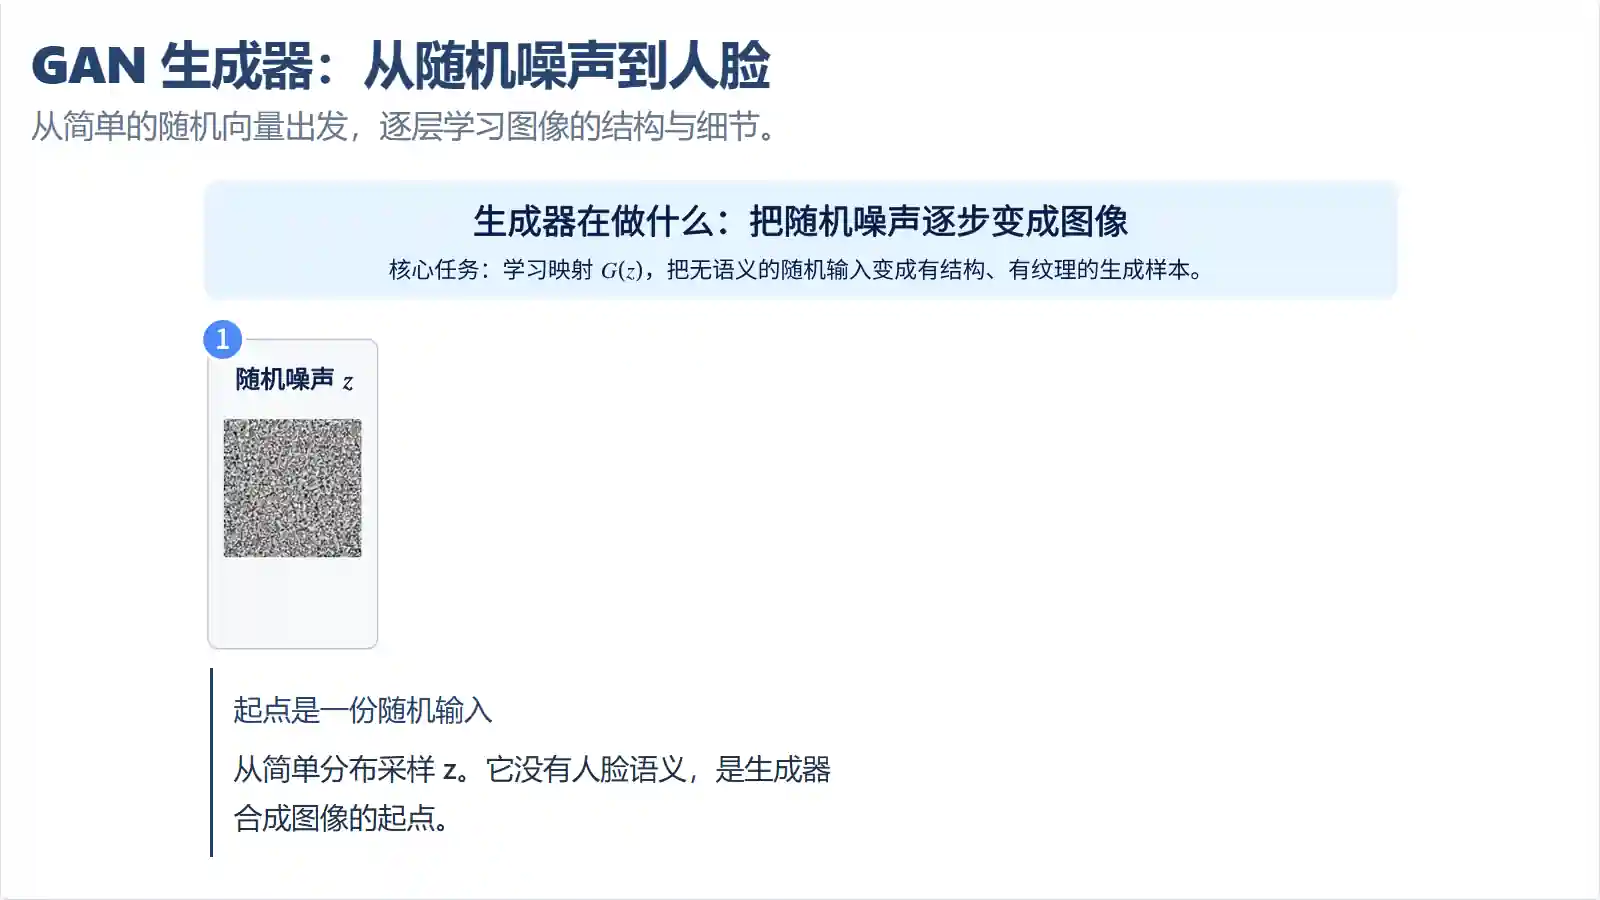 GAN 生成器：从随机噪声到人脸
从简单的随机向量出发，逐层学习图像的结构与细节。
生成器在做什么：把随机噪声逐步变成图像
核心任务：学习映射 G(z)，把无语义的随机输入变成有结构、有纹理的生成样本。
1
随机噪声 z
起点是一份随机输入
从简单分布采样 z。它没有人脸语义，是生成器
合成图像的起点。